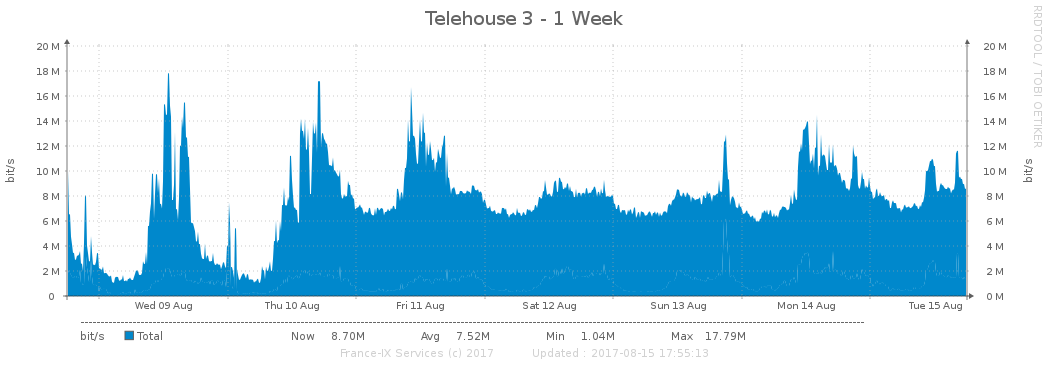 Telehouse 3 - 1 Week
RRDTOOL / TOBI OETIKER
20 M 20 M
18 M 18 M
16 M 16 M
14 M 14 M
12 M 12 M
10 M 10 M
8 M 8 M
6 M 6 M
4 M 4 M
2 M 2 M
0 0 M
bit/s
bit/s
Wed 09 Aug Thu 10 Aug Fri 11 Aug Sat 12 Aug Sun 13 Aug Mon 14 Aug Tue 15 Aug
bit/s Total Now 8.70M Avg 7.52M Min 1.04M Max 17.79M
France-IX Services (c) 2017 Updated : 2017-08-15 17:55:13